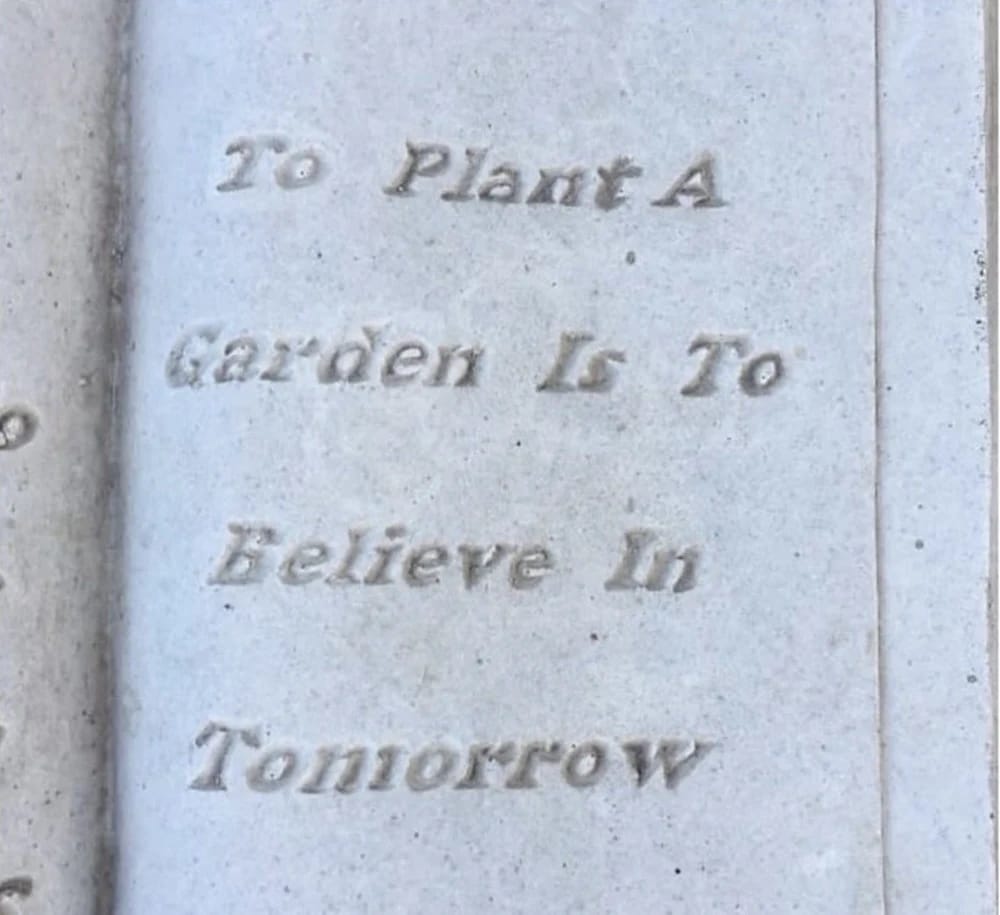 To Plant A
Garden Is To
Believe In
Tomorrow